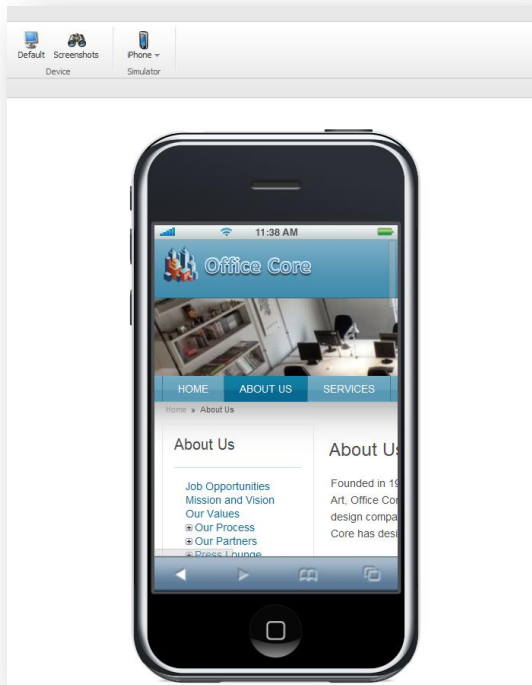 Default Screenshots iPhone
Device Simulator
11:38 AM
Office Core
HOME ABOUT US SERVICES
Home » About Us
About Us
Job Opportunities
Mission and Vision
Our Values
Our Process
Our Partners
Press Lounge
About Us
Founded in 19
Art, Office Cor
design compa
Core has desi